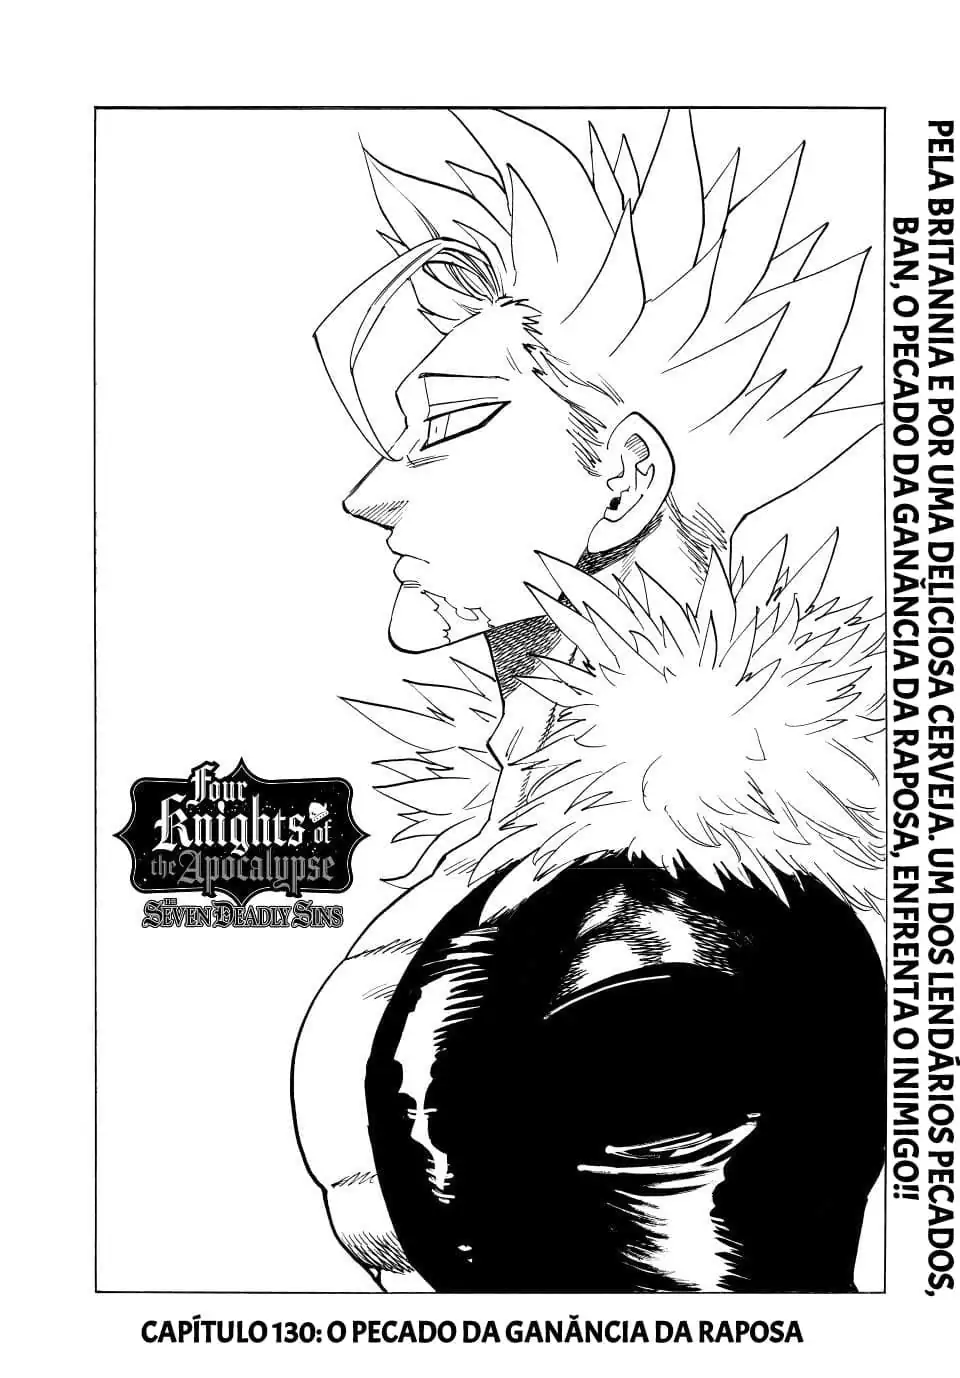 PELA BRITANNIA E POR UMA DELICIOSA CERVEJA. UM DOS LENDÁRIOS PECADOS,
BAN, O PECADO DA GANÂNCIA DA RAPOSA, ENFRENTA O INIMIGO!!
Four
Knights of
the Apocalypse
THE
SEVEN DEADLY SINS
CAPÍTULO 130: O PECADO DA GANÂNCIA DA RAPOSA